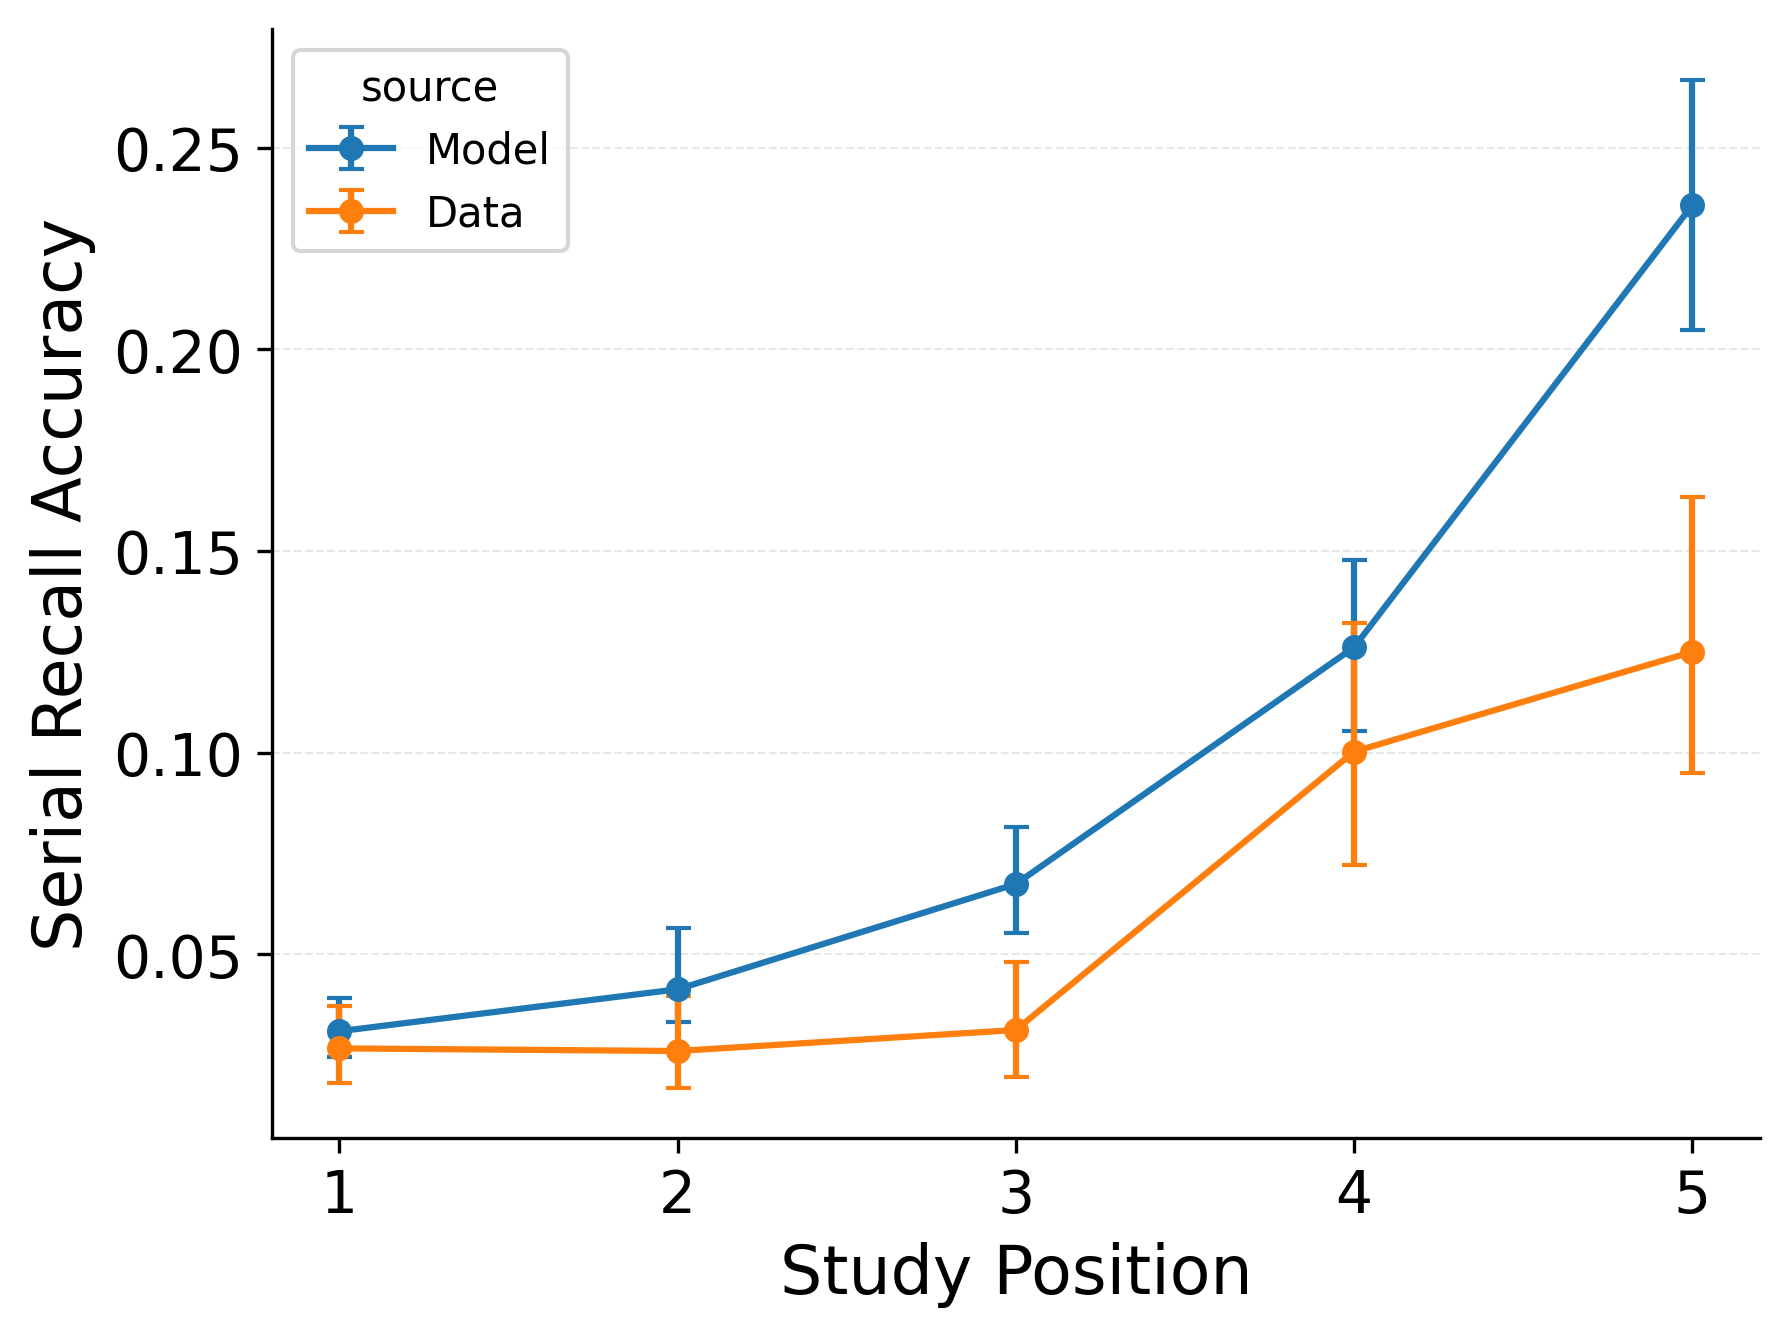 source
Model
Data
0.25
0.20
0.15
0.10
0.05
Serial Recall Accuracy
1 2 3 4 5
Study Position